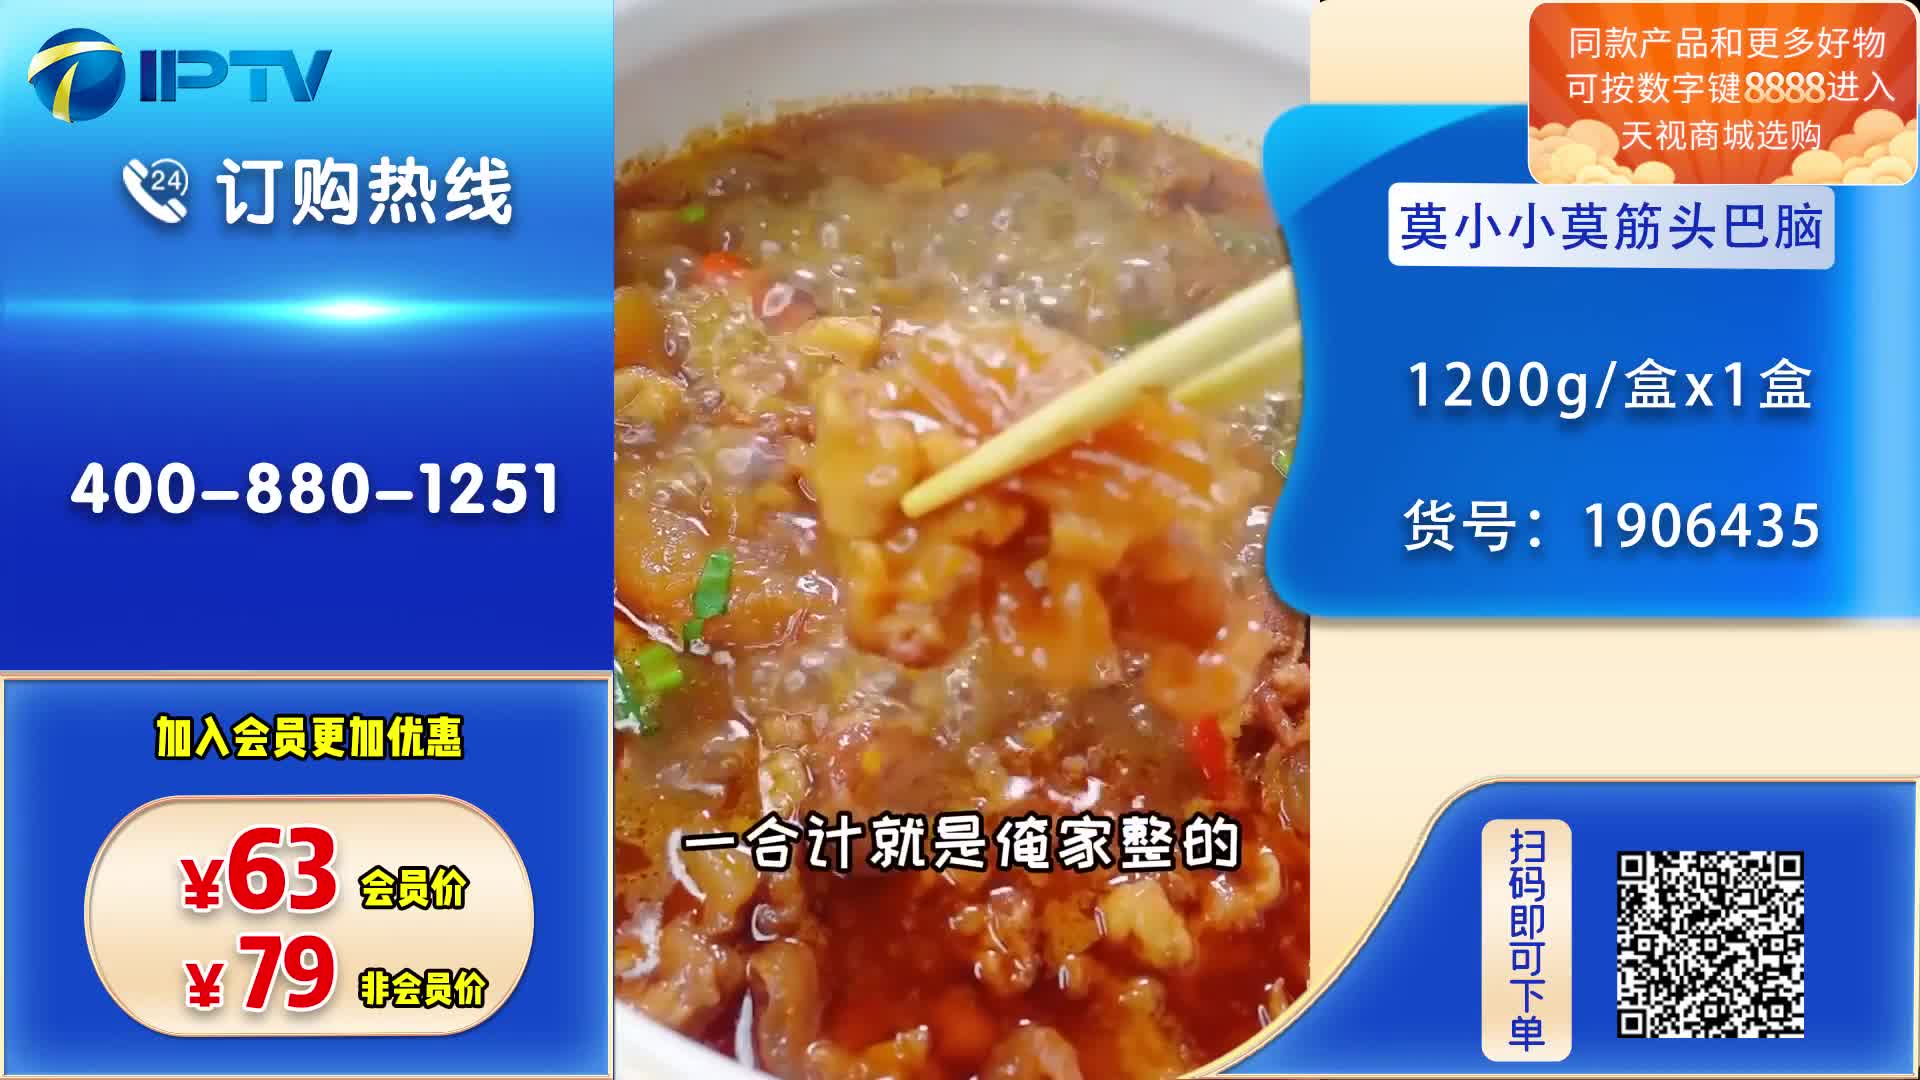 IPTV
24
订购热线
400-880-1251
加入会员更加优惠
¥63 会员价
¥79 非会员价
一合计就是俺家整的
同款产品和更多好物
可按数字键8888进入
天视商城选购
莫小小莫筋头巴脑
1200g/盒x1盒
货号：1906435
扫码即可下单